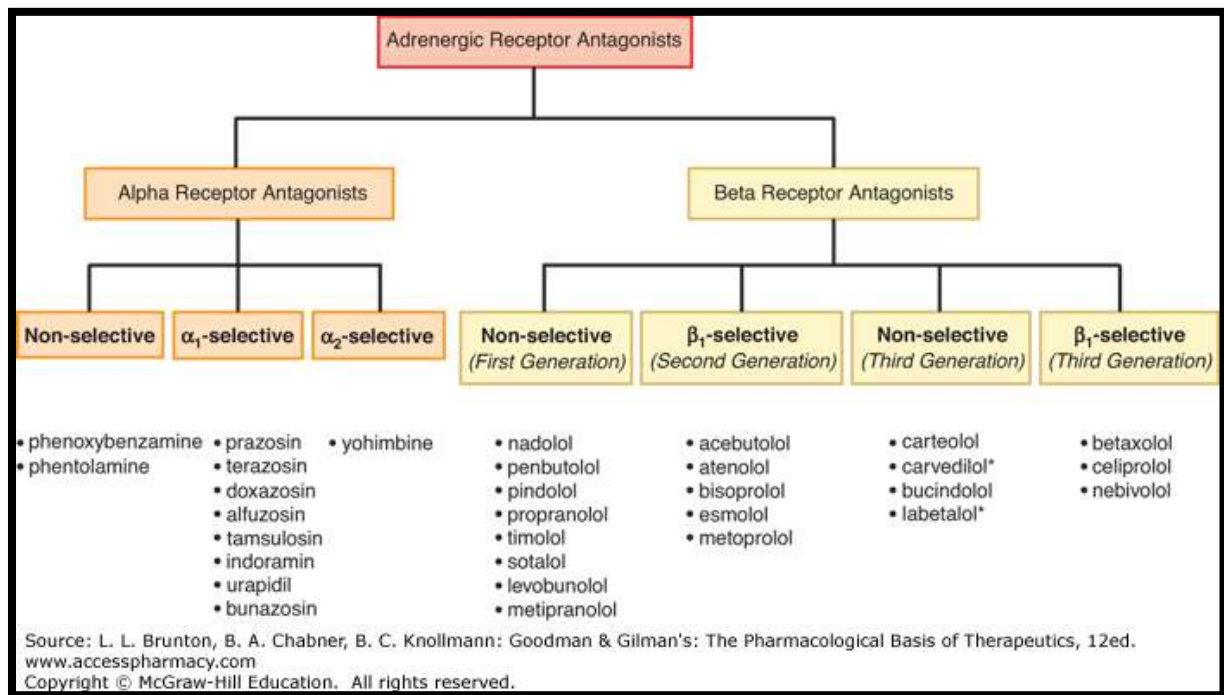 Adrenergic Receptor Antagonists
Alpha Receptor Antagonists
Beta Receptor Antagonists
Non-selective
α₁-selective
α₂-selective
Non-selective
(First Generation)
β₁-selective
(Second Generation)
Non-selective
(Third Generation)
β₁-selective
(Third Generation)
• phenoxybenzamine
• phentolamine
• prazosin
• terazosin
• doxazosin
• alfuzosin
• tamsulosin
• indoramin
• urapidil
• bunazosin
• yohimbine
• nadolol
• penbutolol
• pindolol
• propranolol
• timolol
• sotalol
• levobunolol
• metipranolol
• acebutolol
• atenolol
• bisoprolol
• esmolol
• metoprolol
• carteolol
• carvedilol*
• bucindolol
• labetalol*
• betaxolol
• celiprolol
• nebivolol
Source: L. L. Brunton, B. A. Chabner, B. C. Knollmann: Goodman & Gilman's: The Pharmacological Basis of Therapeutics, 12ed.
www.accesspharmacy.com
Copyright © McGraw-Hill Education. All rights reserved.